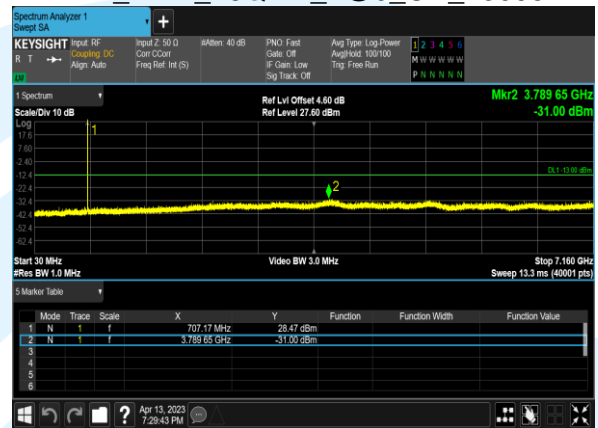 Spectrum Analyzer 1
Swept SA
+
KEYSIGHT Input: RF Input Z: 50 Ω #Atten: 40 dB PNO: Fast Avg Type: Log-Power 1 2 3 4 5 6
R T Coupling: DC Corr CCorr Gate: Off Avg|Hold: 100/100 M W W W W W
Align: Auto Freq Ref: Int (S) IF Gain: Low Trig: Free Run
LW Sig Track: Off P N N N N N
1 Spectrum Ref Lvl Offset 4.60 dB Mkr2 3.789 65 GHz
Scale/Div 10 dB Ref Level 27.60 dBm -31.00 dBm
Log
17.6 1
7.60
-2.40
-12.4 DL1 -13.00 dBm
-22.4 2
-32.4
-42.4
-52.4
-62.4
Start 30 MHz Video BW 3.0 MHz Stop 7.160 GHz
#Res BW 1.0 MHz Sweep 13.3 ms (40001 pts)
5 Marker Table
Mode Trace Scale X Y Function Function Width Function Value
1 N 1 f 707.17 MHz 28.47 dBm
2 N 1 f 3.789 65 GHz -31.00 dBm
3
4
5
6
? Apr 13, 2023
7:29:43 PM